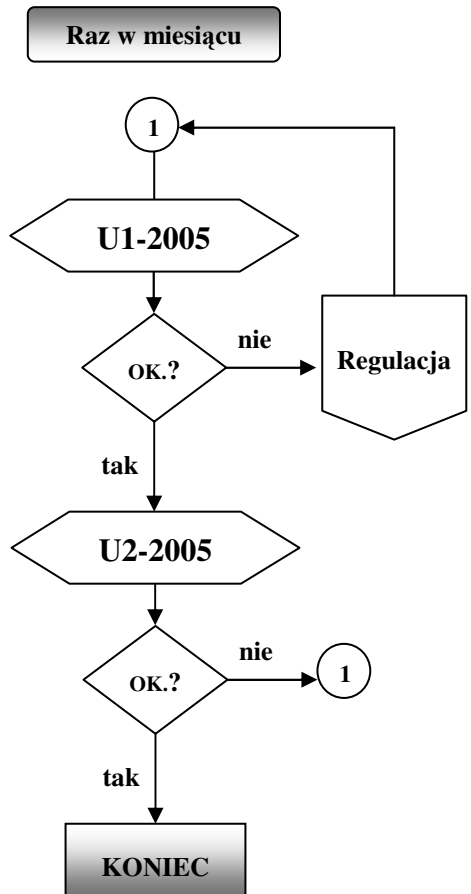 Raz w miesiącu
1
U1-2005
OK.?
nie
Regulacja
tak
U2-2005
OK.?
nie
1
tak
KONIEC